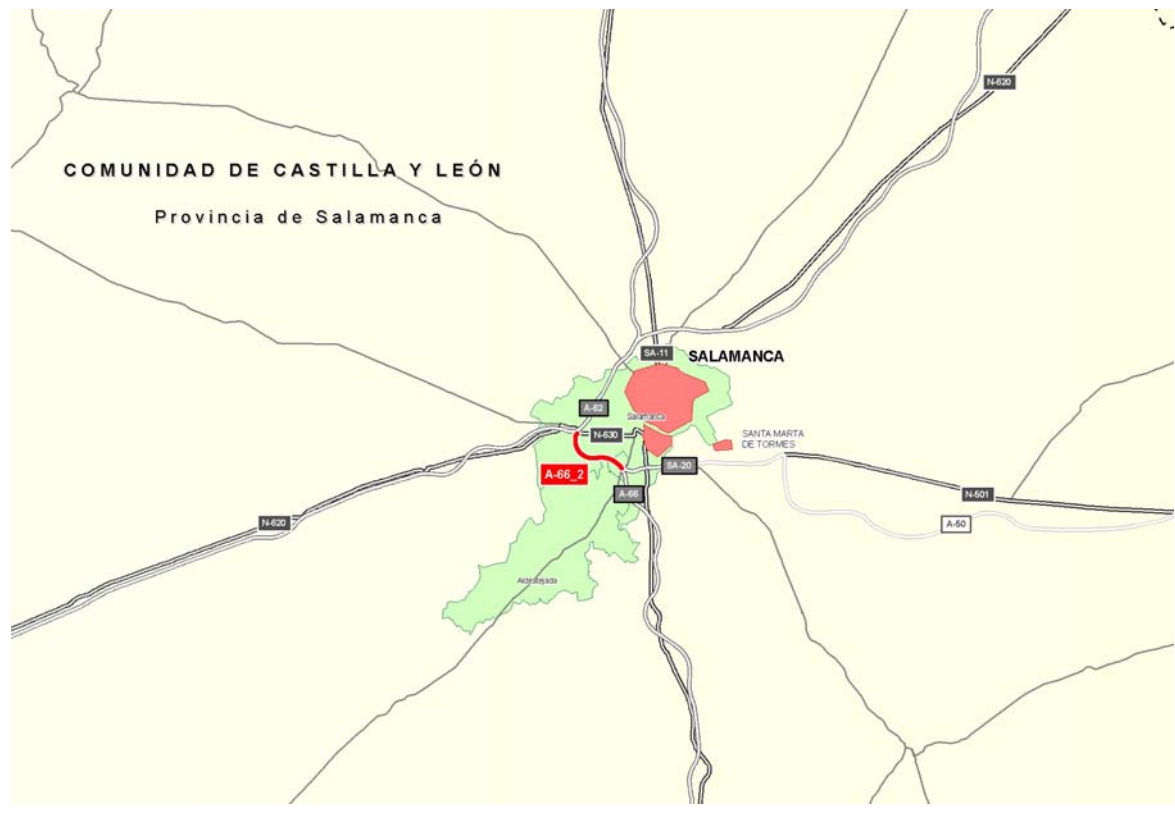 N-620
COMUNIDAD DE CASTILLA Y LEÓN
Provincia de Salamanca
SA-11
SALAMANCA
A-62
Salamanca
N-630
SANTA MARTA
DE TORMES
A-66_2
SA-20
A-66
N-501
N-620
A-50
Aldeatejada